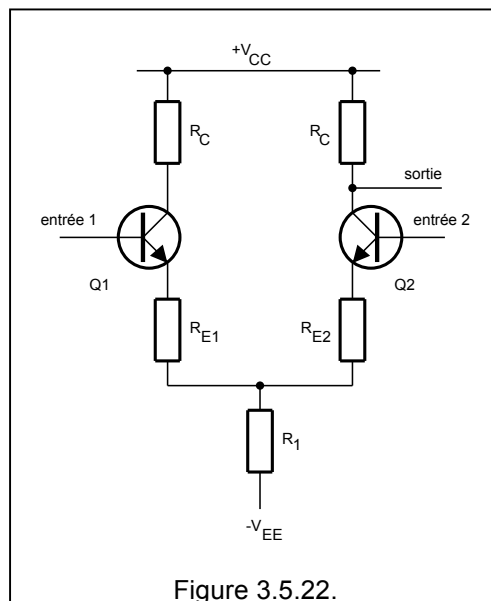 +VCC
RC RC
sortie
entrée 1 entrée 2
Q1 Q2
RE1 RE2
R1
-VEE
Figure 3.5.22.